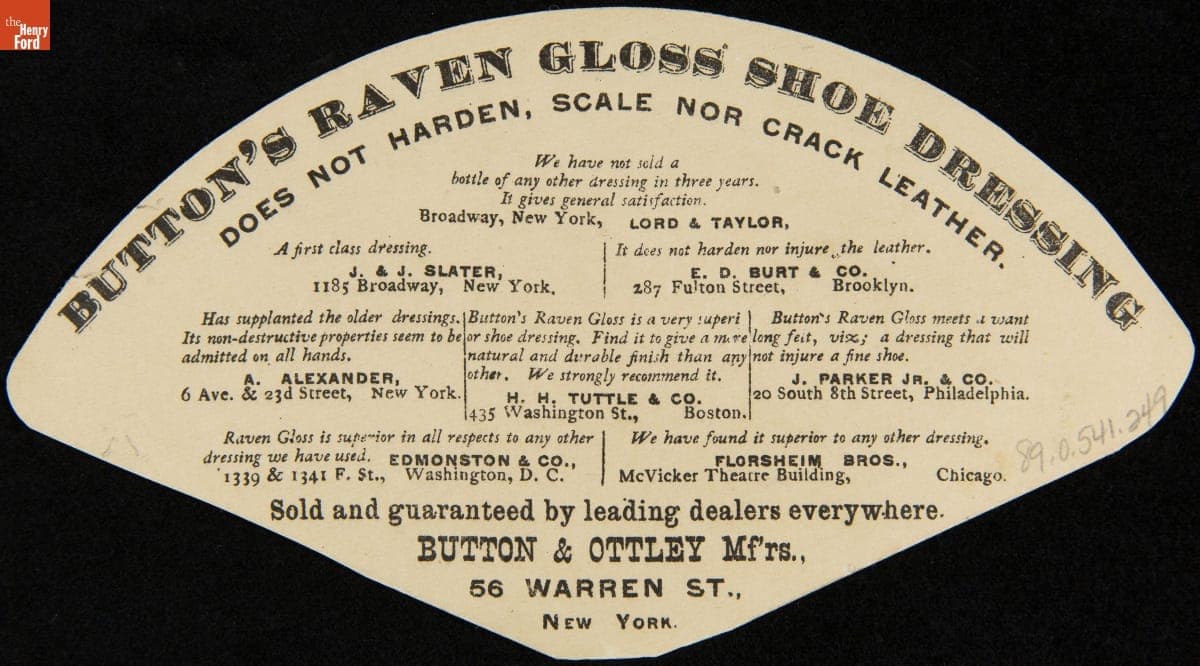 the
Henry
Ford
BUTTON'S RAVEN GLOSS SHOE DRESSING
DOES NOT HARDEN, SCALE NOR CRACK LEATHER.
We have not sold a
bottle of any other dressing in three years.
It gives general satisfaction.
Broadway, New York, LORD & TAYLOR,
A first class dressing.
J. & J. SLATER,
1185 Broadway, New York.
It does not harden nor injure the leather.
E. D. BURT & CO.
287 Fulton Street, Brooklyn.
Has supplanted the older dressings.
Its non-destructive properties seem to be
admitted on all hands.
A. ALEXANDER,
6 Ave. & 23d Street, New York.
Button's Raven Gloss is a very superi
or shoe dressing. Find it to give a more
natural and durable finish than any
other. We strongly recommend it.
H. H. TUTTLE & CO.
435 Washington St., Boston.
Button's Raven Gloss meets a want
long felt, vix; a dressing that will
not injure a fine shoe.
J. PARKER JR. & CO.
20 South 8th Street, Philadelphia.
Raven Gloss is superior in all respects to any other
dressing we have used. EDMONSTON & CO.,
1339 & 1341 F. St., Washington, D. C.
We have found it superior to any other dressing.
FLORSHEIM BROS.,
McVicker Theatre Building, Chicago.
89.0.541.249
Sold and guaranteed by leading dealers everywhere.
BUTTON & OTTLEY Mf'rs.,
56 WARREN ST.,
NEW YORK.